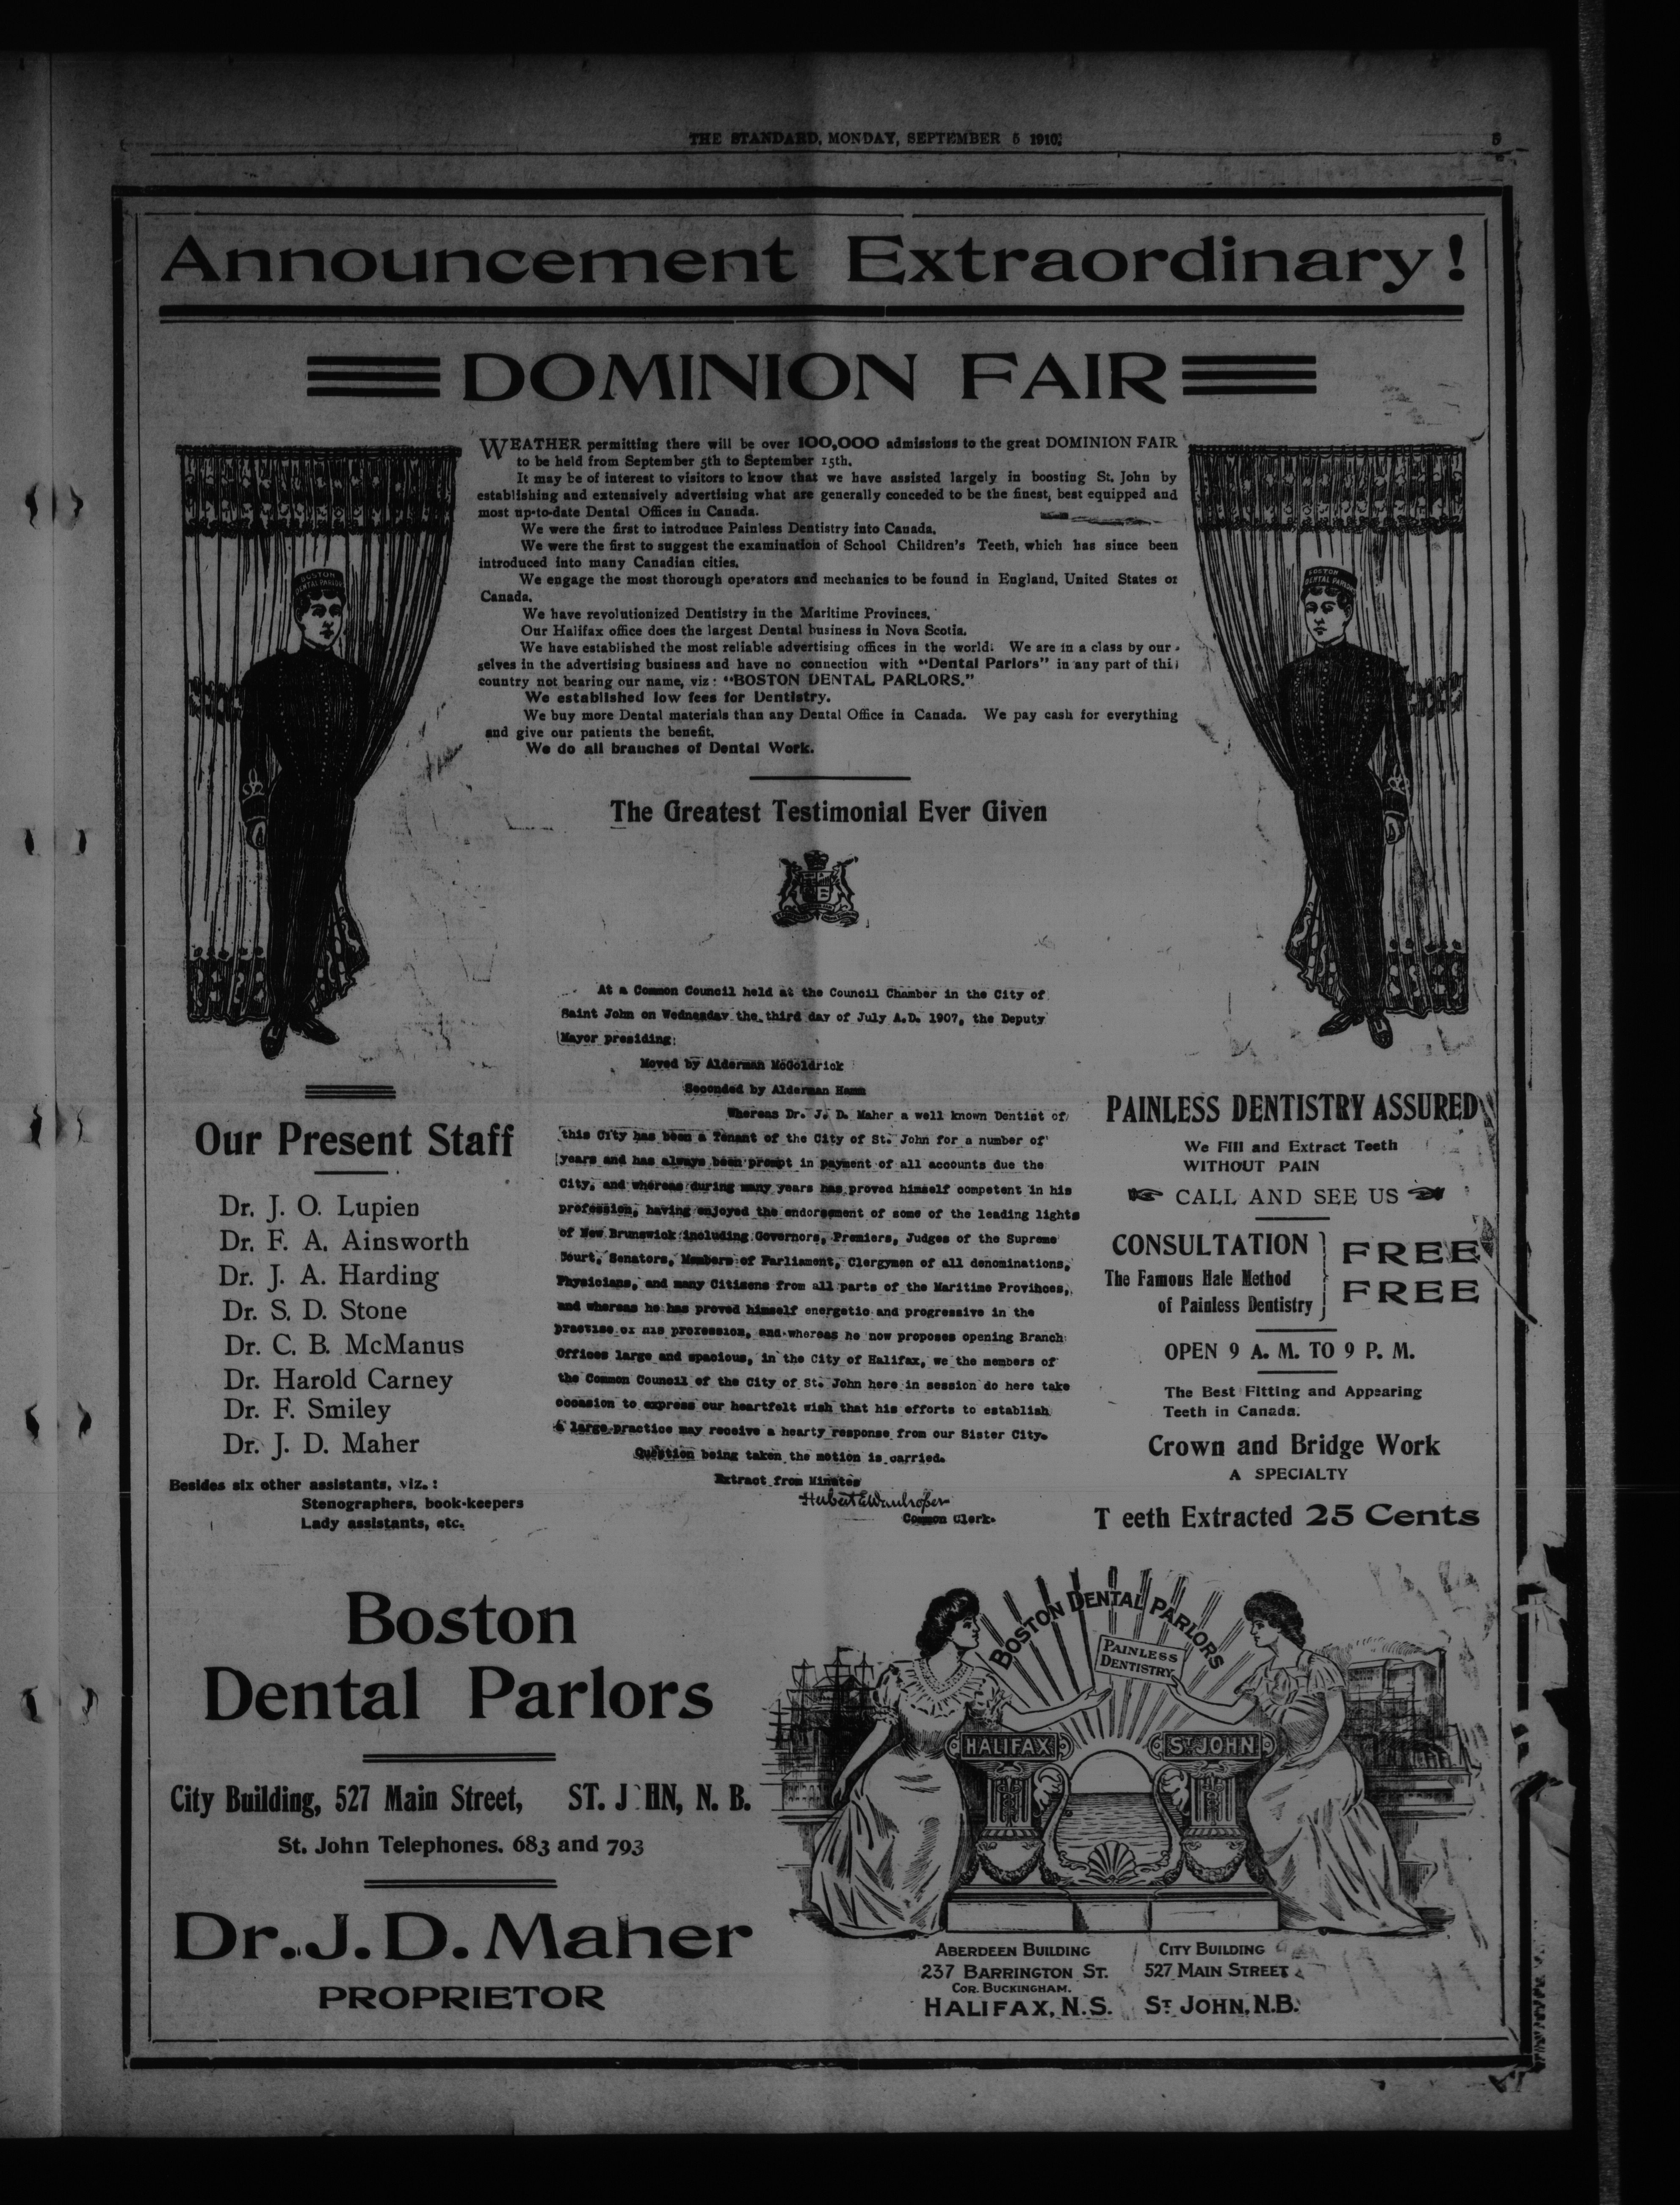 THE STANDARD, MONDAY, SEPTEMBER 5 1910. 5
Announcement Extraordinary!
DOMINION FAIR
WEATHER permitting there will be over 100,000 admissions to the great DOMINION FAIR
to be held from September 5th to September 15th.
It may be of interest to visitors to know that we have assisted largely in boosting St. John by
establishing and extensively advertising what are generally conceded to be the finest, best equipped and
most up-to-date Dental Offices in Canada.
We were the first to introduce Painless Dentistry into Canada.
We were the first to suggest the examination of School Children's Teeth, which has since been
introduced into many Canadian cities.
We engage the most thorough operators and mechanics to be found in England, United States or
Canada.
We have revolutionized Dentistry in the Maritime Provinces.
Our Halifax office does the largest Dental business in Nova Scotia.
We have established the most reliable advertising offices in the world. We are in a class by our-
selves in the advertising business and have no connection with "Dental Parlors" in any part of this
country not bearing our name, viz: "BOSTON DENTAL PARLORS."
We established low fees for Dentistry.
We buy more Dental materials than any Dental Office in Canada. We pay cash for everything
and give our patients the benefit.
We do all branches of Dental Work.
BOSTON
DENTAL PARLORS
BOSTON
DENTAL PARLORS
The Greatest Testimonial Ever Given
At a Common Council held at the Council Chamber in the City of
Saint John on Wednesday the third day of July A.D. 1907, the Deputy
Mayor presiding:
Moved by Alderman McGoldrick
Seconded by Alderman Hamm
Whereas Dr. J. D. Maher a well known Dentist of
this City has been a Tenant of the City of St. John for a number of
years and has always been prompt in payment of all accounts due the
City, and whereas during many years has proved himself competent in his
profession, having enjoyed the endorsement of some of the leading lights
of New Brunswick including Governors, Premiers, Judges of the Supreme
Court, Senators, Members of Parliament, Clergymen of all denominations,
Physicians, and many Citizens from all parts of the Maritime Provinces,
and whereas he has proved himself energetic and progressive in the
practise of his profession, and whereas he now proposes opening Branch
Offices large and spacious, in the City of Halifax, we the members of
the Common Council of the City of St. John here in session do here take
occasion to express our heartfelt wish that his efforts to establish
a large practice may receive a hearty response from our Sister City.
Question being taken the motion is carried.
Extract from Minutes
Herbert E Wardroper
Common Clerk.
Our Present Staff
Dr. J. O. Lupien
Dr. F. A. Ainsworth
Dr. J. A. Harding
Dr. S. D. Stone
Dr. C. B. McManus
Dr. Harold Carney
Dr. F. Smiley
Dr. J. D. Maher
Besides six other assistants, viz.:
Stenographers, book-keepers
Lady assistants, etc.
PAINLESS DENTISTRY ASSURED
We Fill and Extract Teeth
WITHOUT PAIN
CALL AND SEE US
CONSULTATION FREE
The Famous Hale Method
of Painless Dentistry FREE
OPEN 9 A. M. TO 9 P. M.
The Best Fitting and Appearing
Teeth in Canada.
Crown and Bridge Work
A SPECIALTY
Teeth Extracted 25 Cents
Boston
Dental Parlors
City Building, 527 Main Street, ST. J HN, N. B.
St. John Telephones. 683 and 793
Dr. J. D. Maher
PROPRIETOR
BOSTON DENTAL PARLORS
PAINLESS
DENTISTRY
HALIFAX ST. JOHN
ABERDEEN BUILDING
237 BARRINGTON ST.
COR. BUCKINGHAM.
HALIFAX, N.S.
CITY BUILDING
527 MAIN STREET
ST. JOHN, N.B.